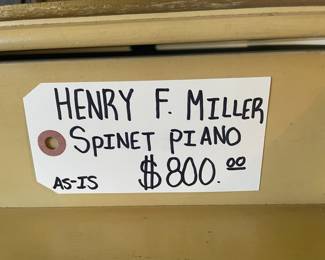 HENRY F. MILLER
SPINET PIANO
AS-IS $800.00